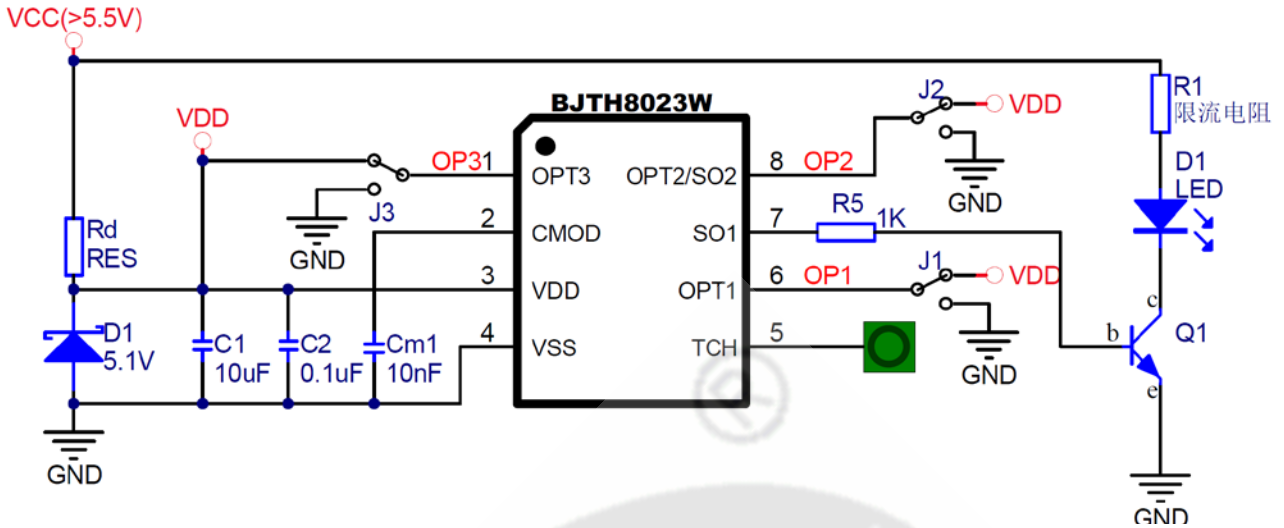 VCC(>5.5V)
BJTH8023W
J2
VDD
R1
限流电阻
VDD
OP3
1
OPT3
OPT2/SO2
8
OP2
D1
LED
J3
GND
GND
R5
1K
Rd
RES
2
CMOD
SO1
7
3
VDD
OPT1
6
OP1
J1
VDD
c
D1
5.1V
C1
10uF
C2
0.1uF
Cm1
10nF
4
VSS
TCH
5
GND
b
Q1
e
GND
GND
R